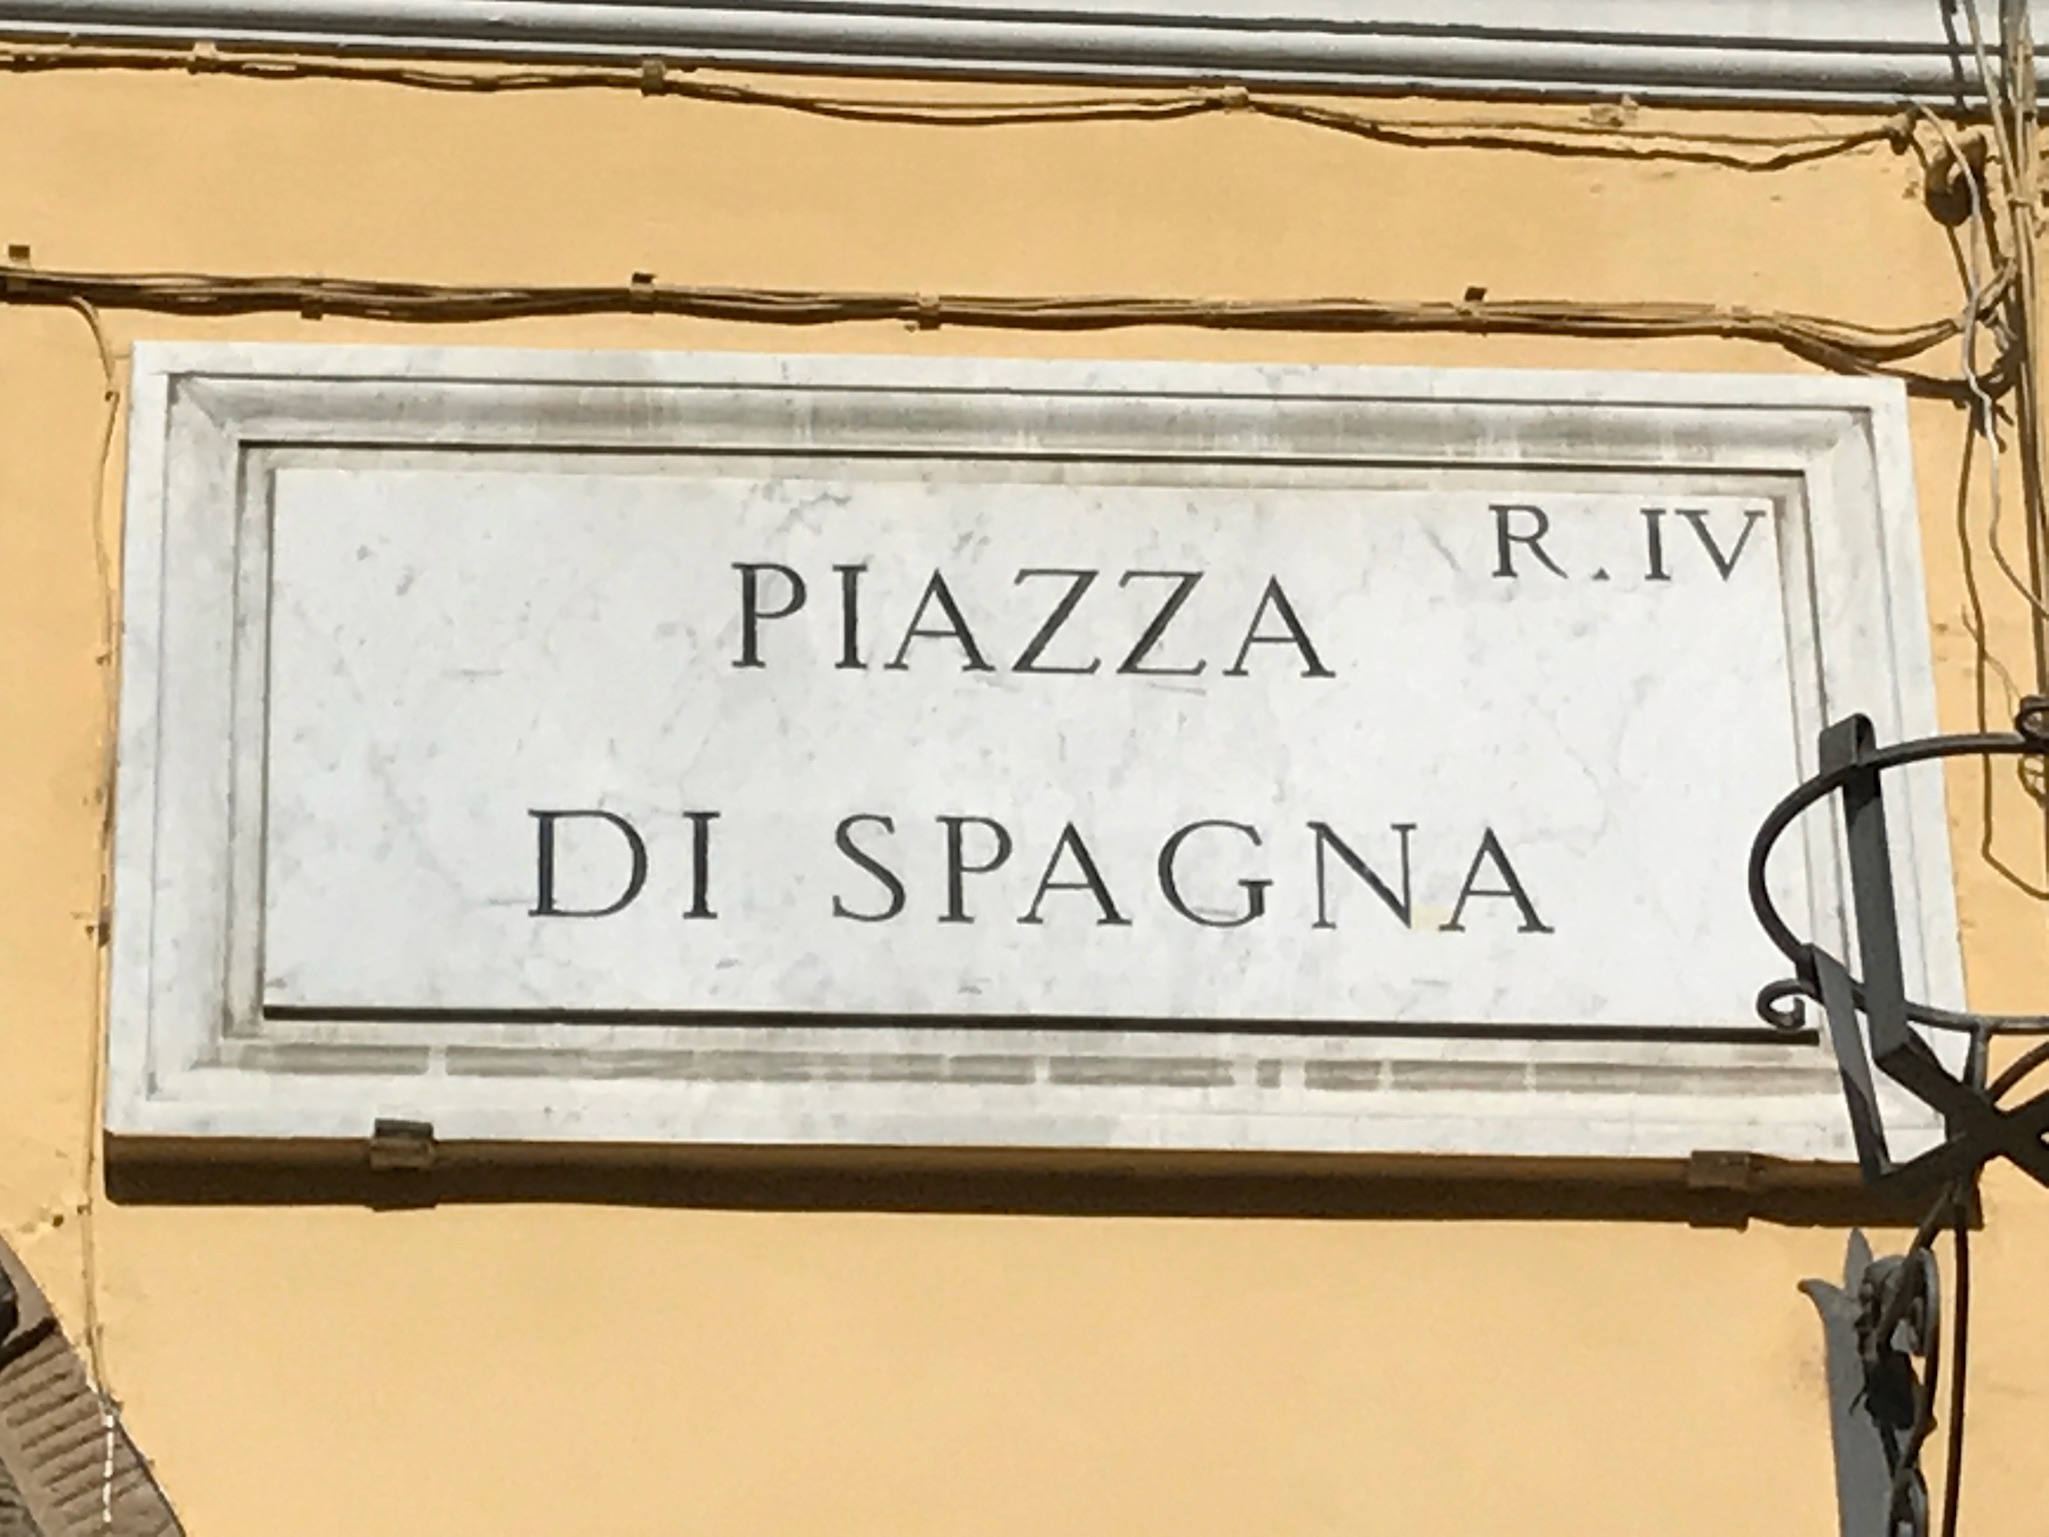 R. IV
PIAZZA
DI SPAGNA